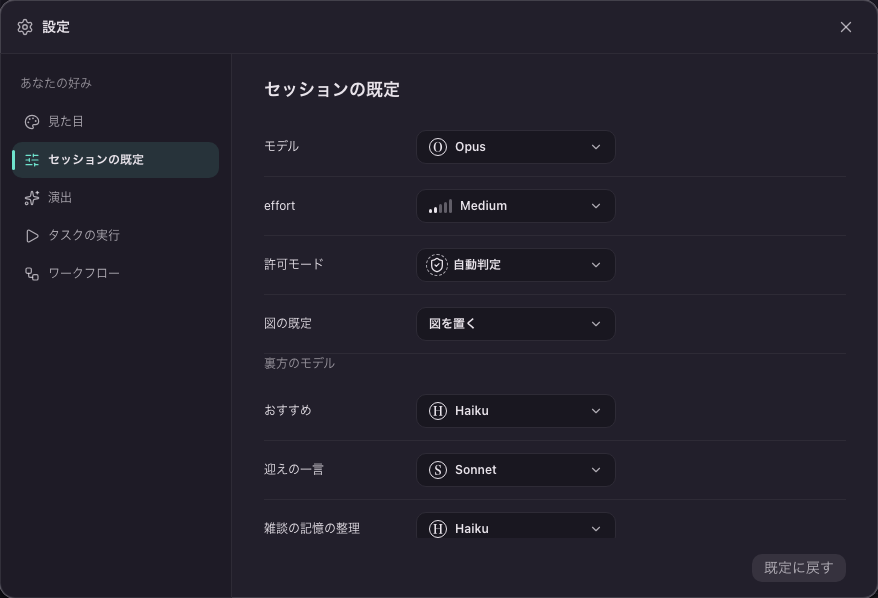 設定
あなたの好み
見た目
セッションの既定
演出
タスクの実行
ワークフロー
セッションの既定
モデル
Opus
effort
Medium
許可モード
自動判定
図の既定
図を置く
裏方のモデル
おすすめ
H Haiku
迎えの一言
S Sonnet
雑談の記憶の整理
H Haiku
既定に戻す